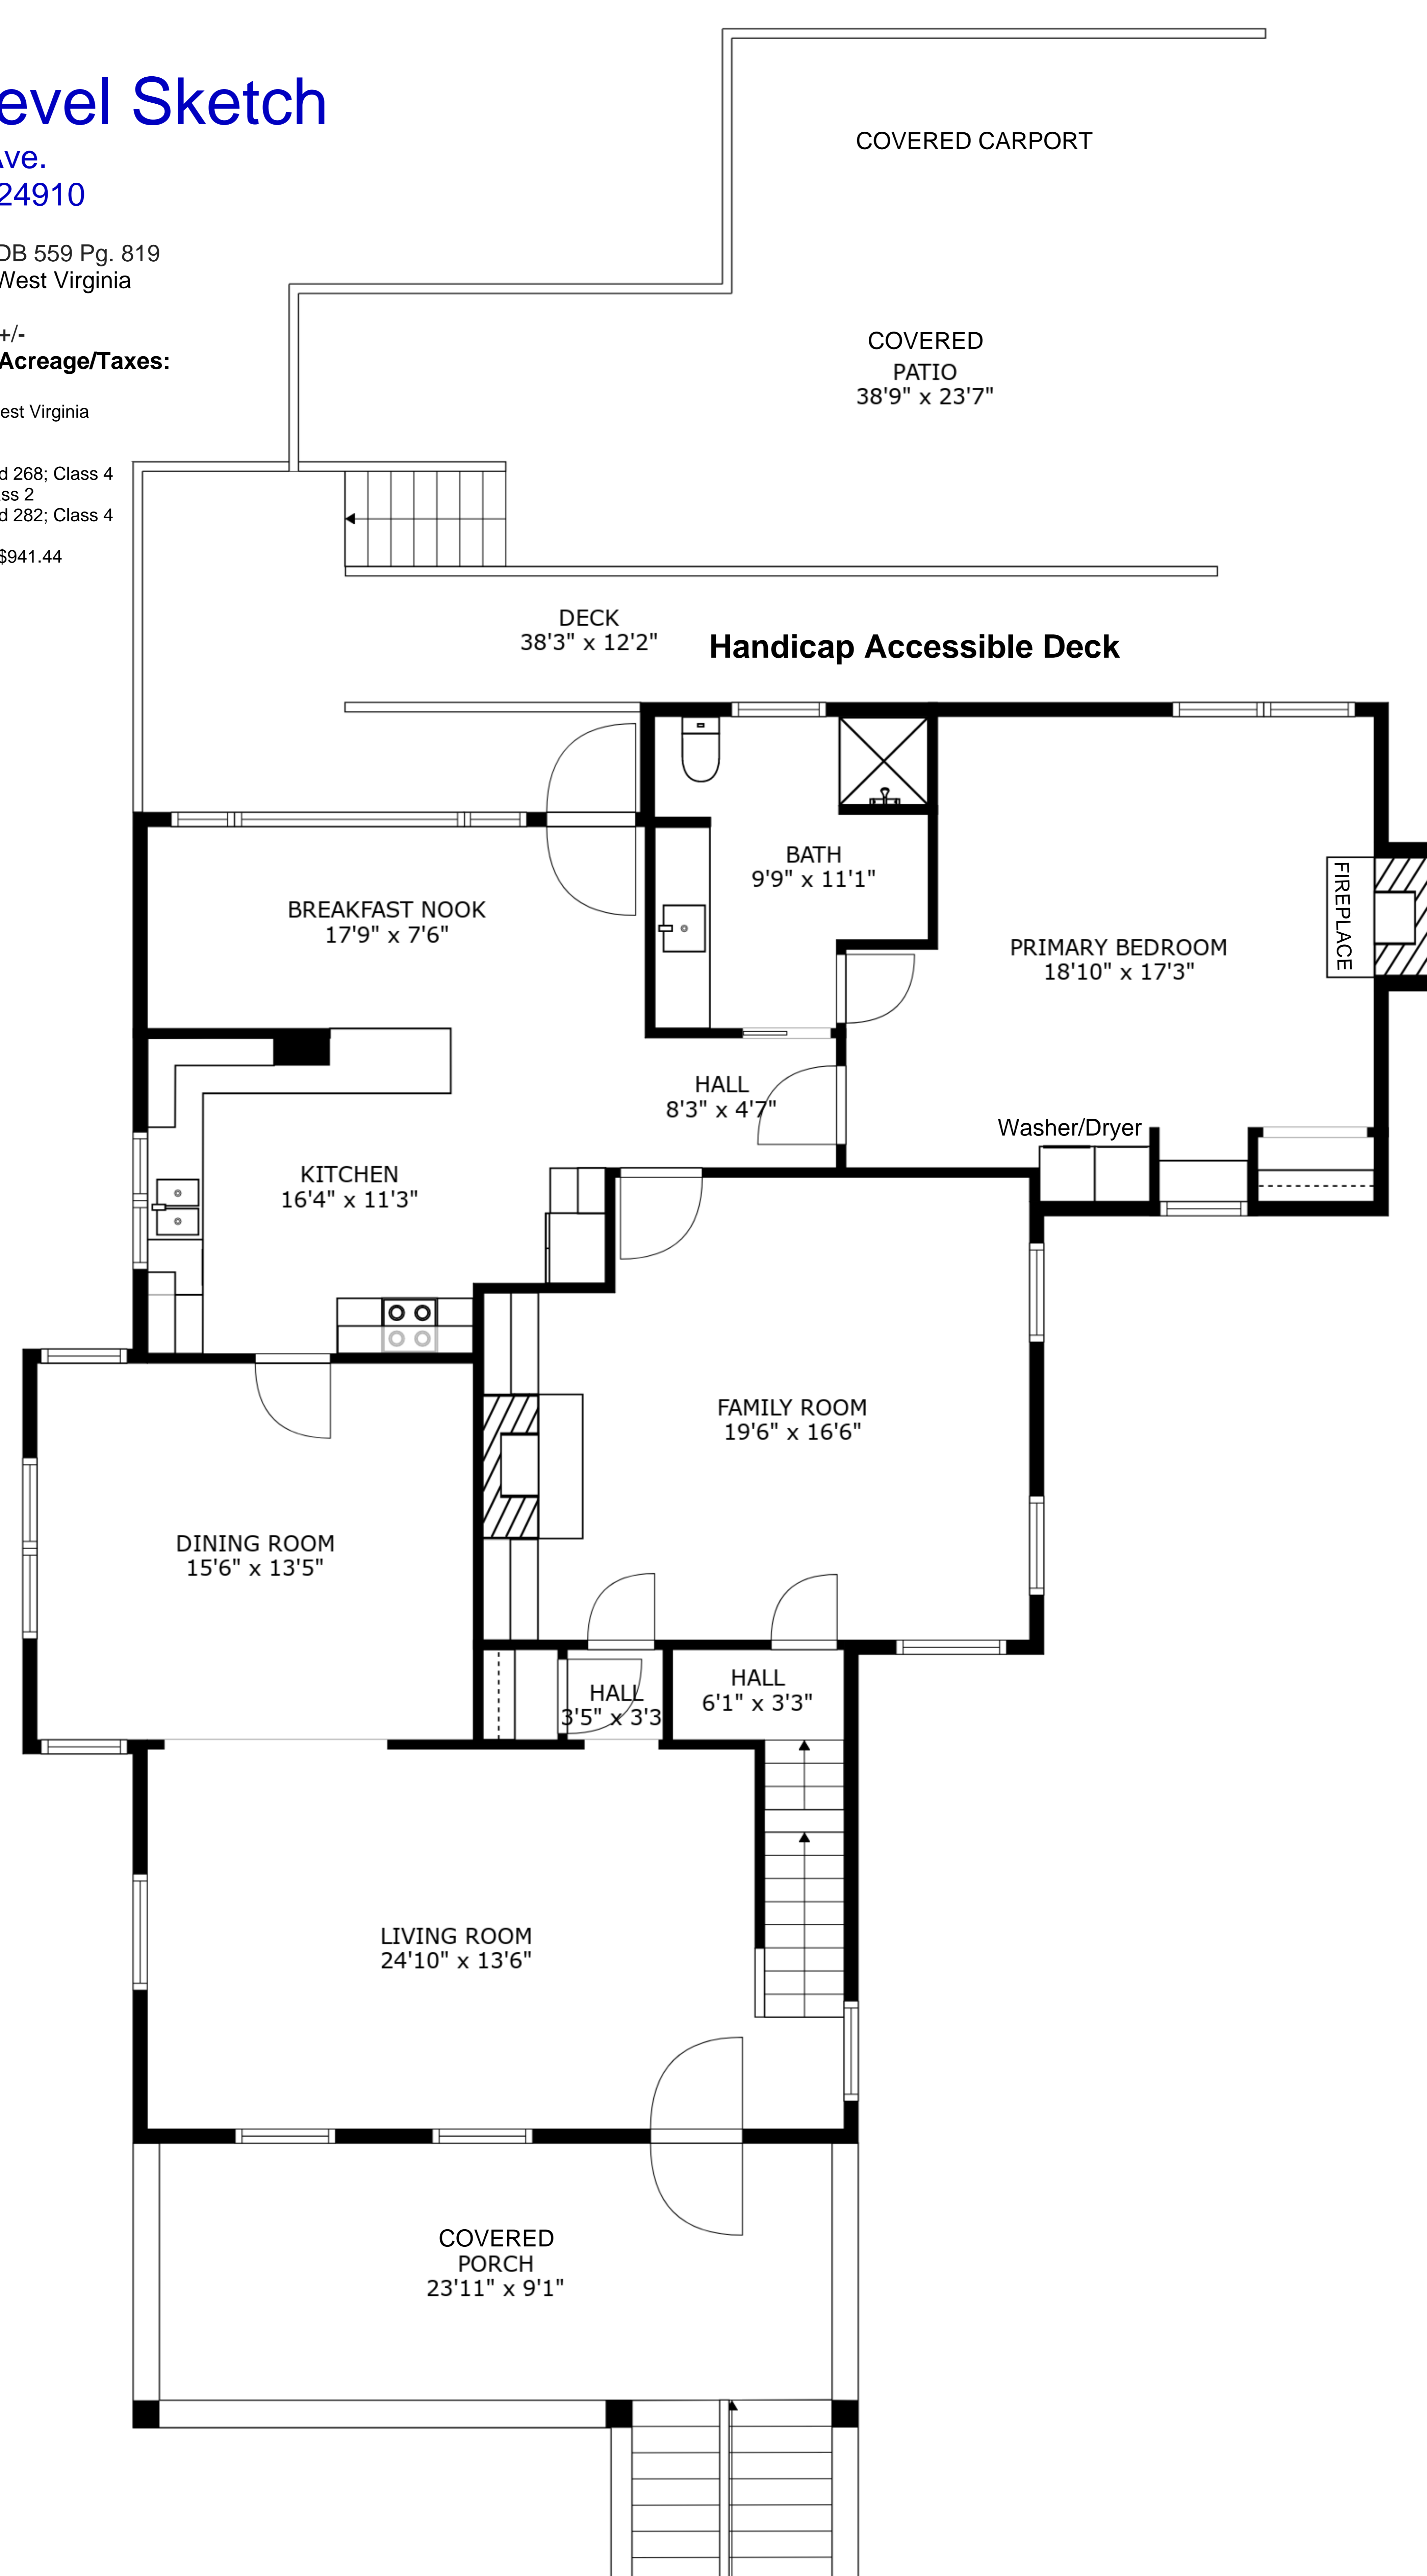 evel Sketch
Ave.
24910
DB 559 Pg. 819
West Virginia
+/-
Acreage/Taxes:
est Virginia
d 268; Class 4
ss 2
d 282; Class 4
$941.44
COVERED CARPORT
COVERED
PATIO
38'9" x 23'7"
DECK
38'3" x 12'2"
Handicap Accessible Deck
BATH
9'9" x 11'1"
BREAKFAST NOOK
17'9" x 7'6"
FIREPLACE
PRIMARY BEDROOM
18'10" x 17'3"
HALL
8'3" x 4'7"
Washer/Dryer
KITCHEN
16'4" x 11'3"
FAMILY ROOM
19'6" x 16'6"
DINING ROOM
15'6" x 13'5"
HALL
3'5" x 3'3
HALL
6'1" x 3'3"
LIVING ROOM
24'10" x 13'6"
COVERED
PORCH
23'11" x 9'1"